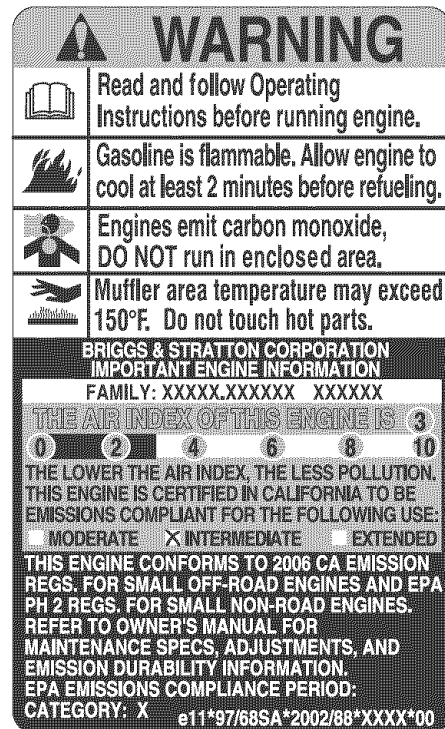 WARNING
Read and follow Operating
Instructions before running engine.
Gasoline is flammable. Allow engine to
cool at least 2 minutes before refueling.
Engines emit carbon monoxide,
DO NOT run in enclosed area.
Muffler area temperature may exceed
150°F. Do not touch hot parts.
BRIGGS & STRATTON CORPORATION
IMPORTANT ENGINE INFORMATION
FAMILY: XXXXX.XXXXXX XXXXXX
THE AIR INDEX OF THIS ENGINE IS 3
0 2 4 6 8 10
THE LOWER THE AIR INDEX, THE LESS POLLUTION.
THIS ENGINE IS CERTIFIED IN CALIFORNIA TO BE
EMISSIONS COMPLIANT FOR THE FOLLOWING USE:
MODERATE X INTERMEDIATE EXTENDED
THIS ENGINE CONFORMS TO 2006 CA EMISSION
REGS. FOR SMALL OFF-ROAD ENGINES AND EPA
PH 2 REGS. FOR SMALL NON-ROAD ENGINES.
REFER TO OWNER'S MANUAL FOR
MAINTENANCE SPECS, ADJUSTMENTS, AND
EMISSION DURABILITY INFORMATION.
EPA EMISSIONS COMPLIANCE PERIOD:
CATEGORY: X e11*97/68SA*2002/88*XXXX*00